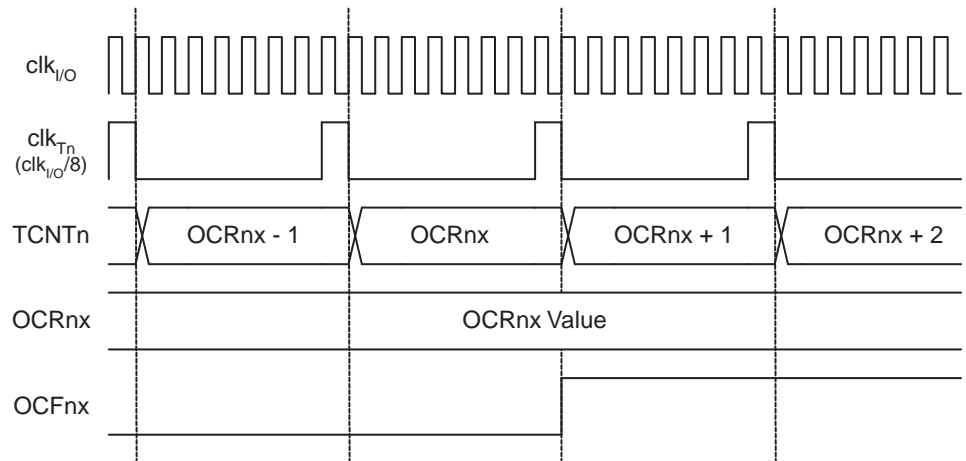 clkI/O
clkTn
(clkI/O/8)
TCNTn OCRnx - 1 OCRnx OCRnx + 1 OCRnx + 2
OCRnx OCRnx Value
OCFnx